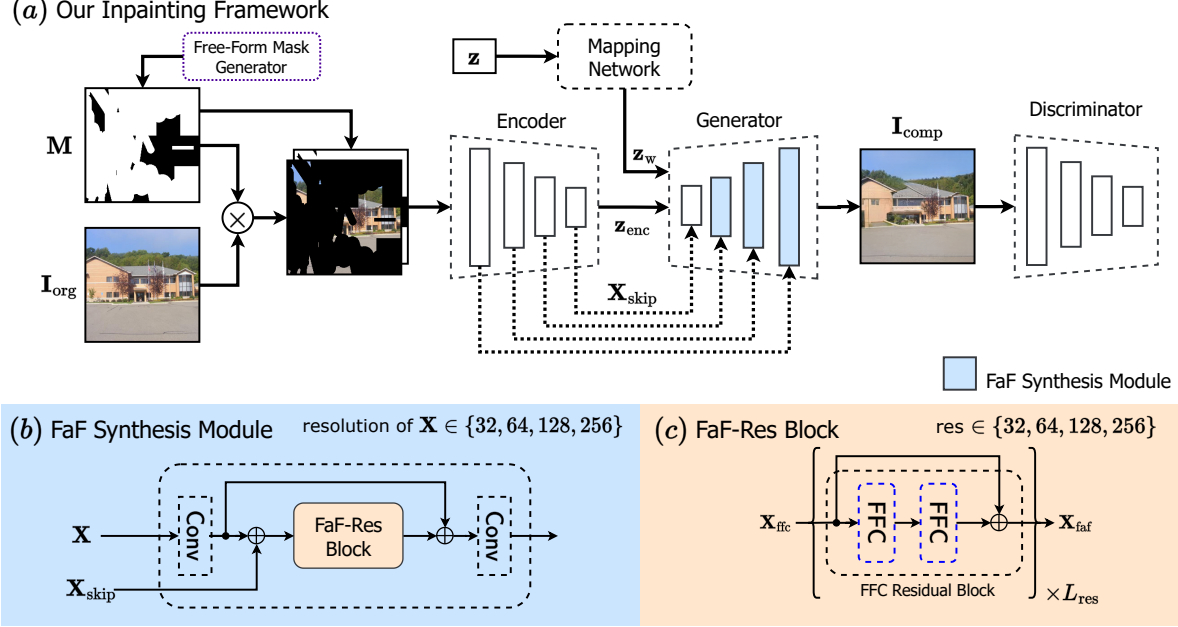 (a) Our Inpainting Framework
Free-Form Mask
Generator
z
Mapping
Network
M
Encoder
Generator
I_comp
Discriminator
z_w
×
z_enc
I_org
X_skip
FaF Synthesis Module
(b) FaF Synthesis Module
resolution of X ∈ {32, 64, 128, 256}
X
Conv
⊕
FaF-Res
Block
⊕
Conv
X_skip
(c) FaF-Res Block
res ∈ {32, 64, 128, 256}
X_ffc
FFC
FFC
⊕
X_faf
FFC Residual Block
×L_res